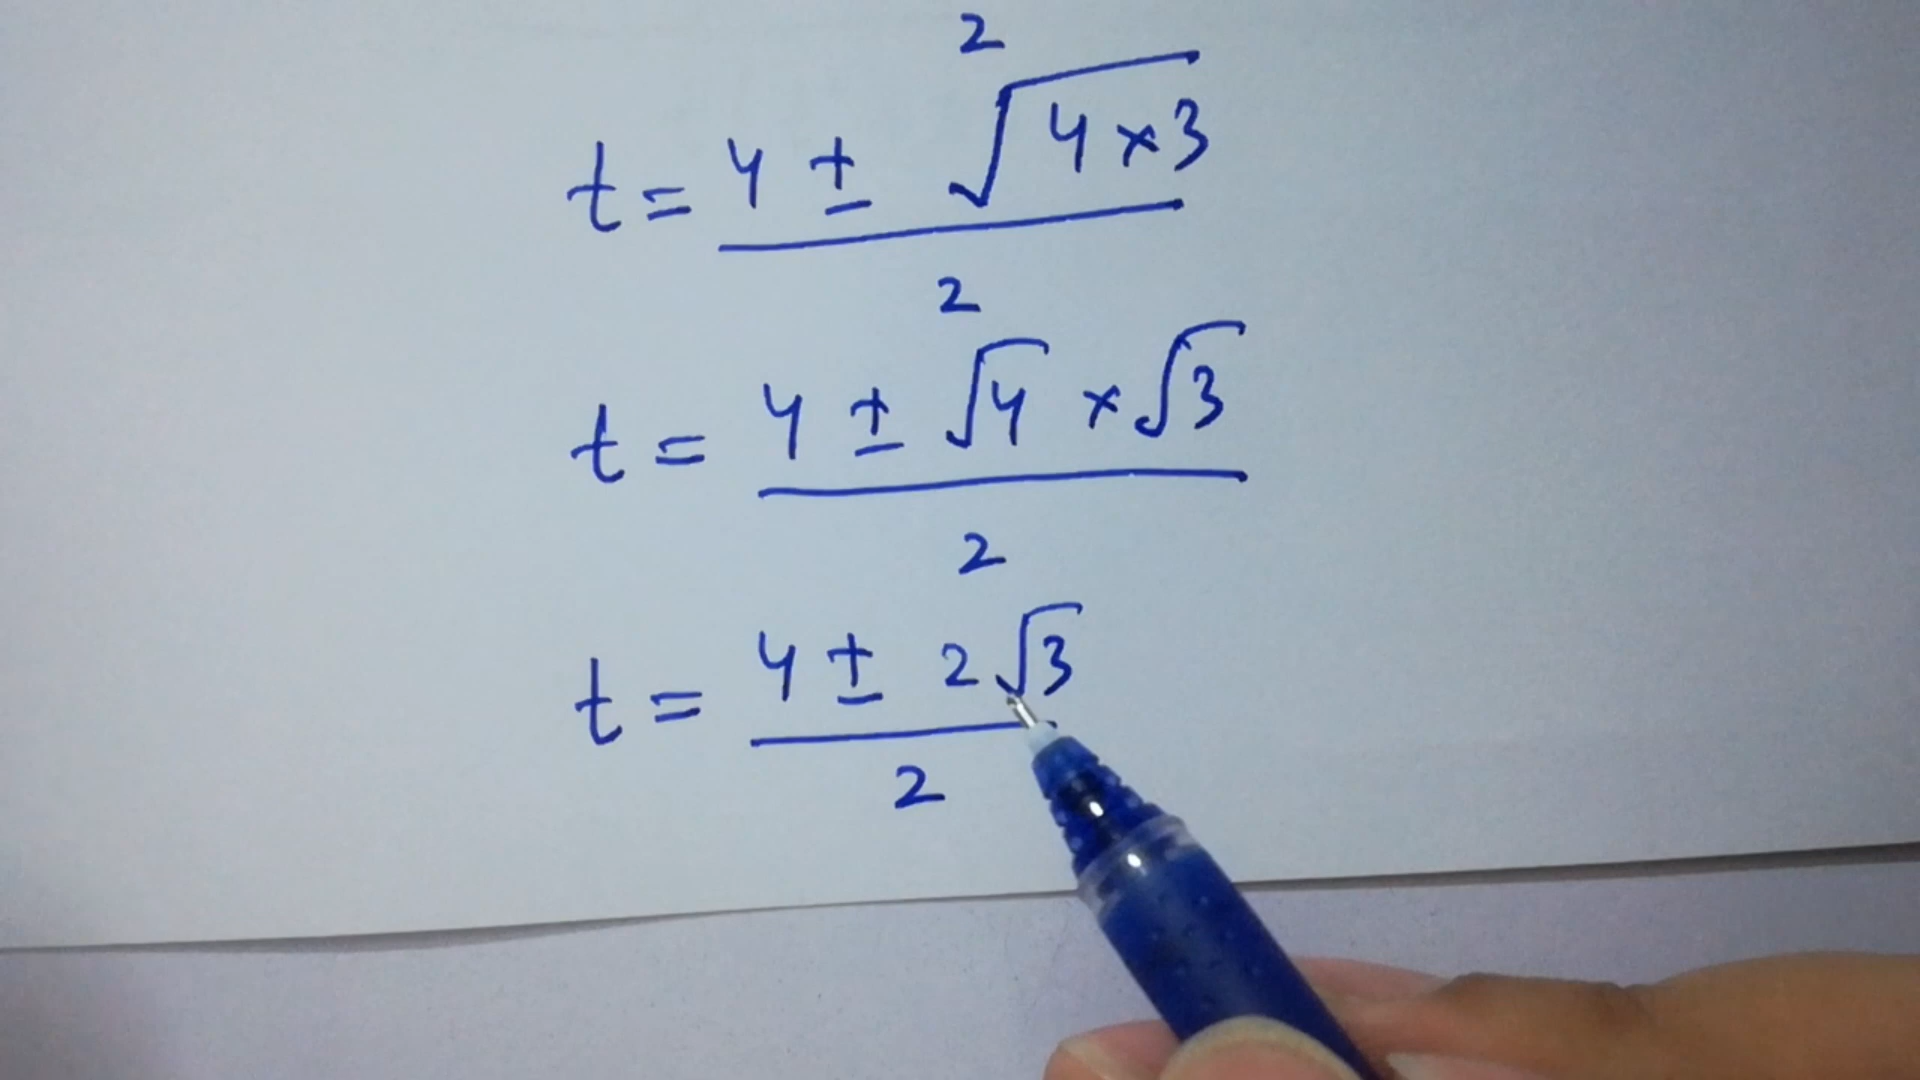 2
t = 4 ± √4×3
2
t = 4 ± √4 × √3
2
t = 4 ± 2√3
2